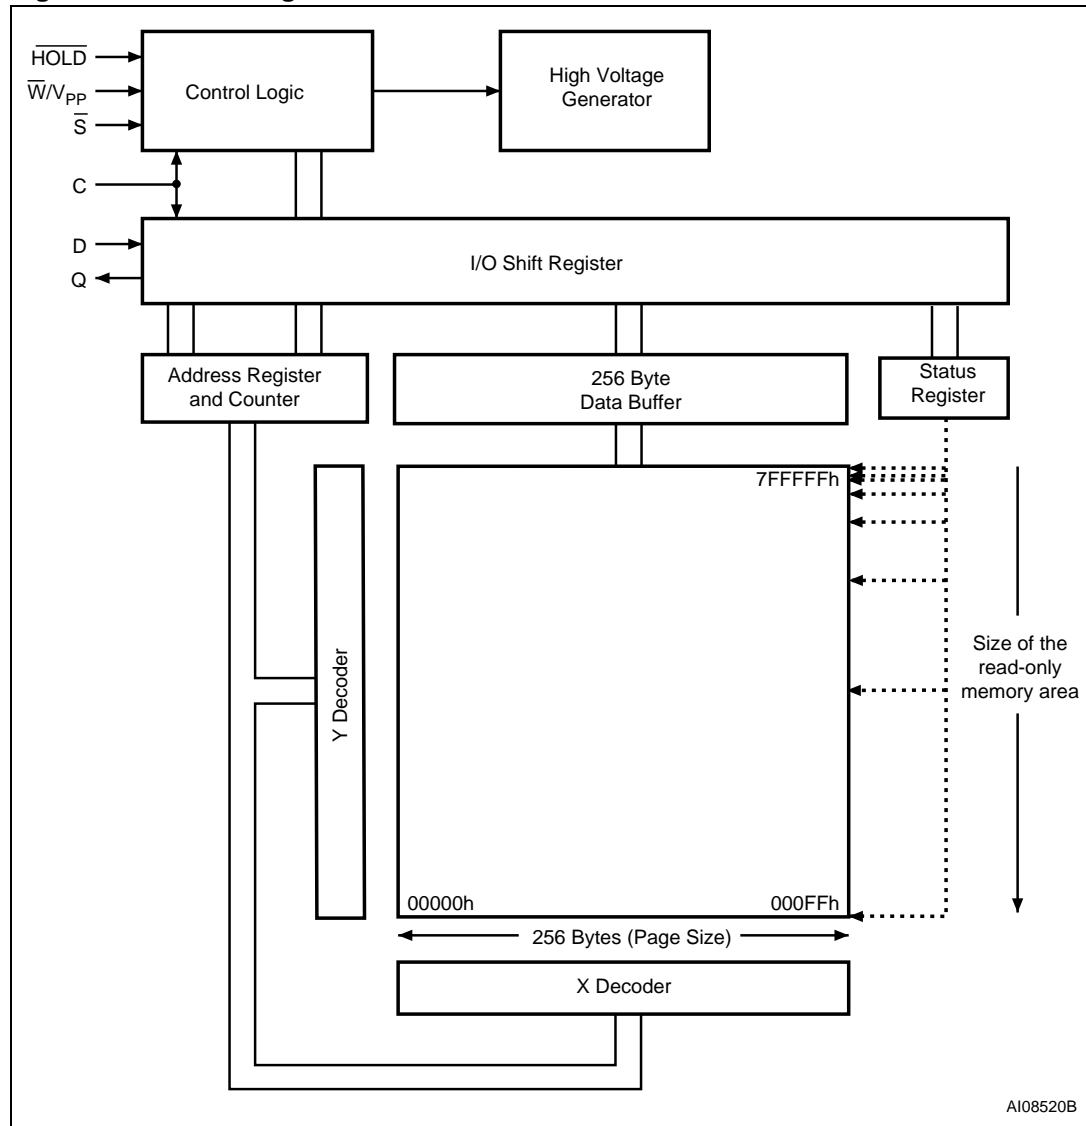 HOLD
W/VPP
S
Control Logic
High Voltage
Generator
C
D
Q
I/O Shift Register
Address Register
and Counter
256 Byte
Data Buffer
Status
Register
7FFFFFh
Y Decoder
Size of the
read-only
memory area
00000h
000FFh
256 Bytes (Page Size)
X Decoder
AI08520B